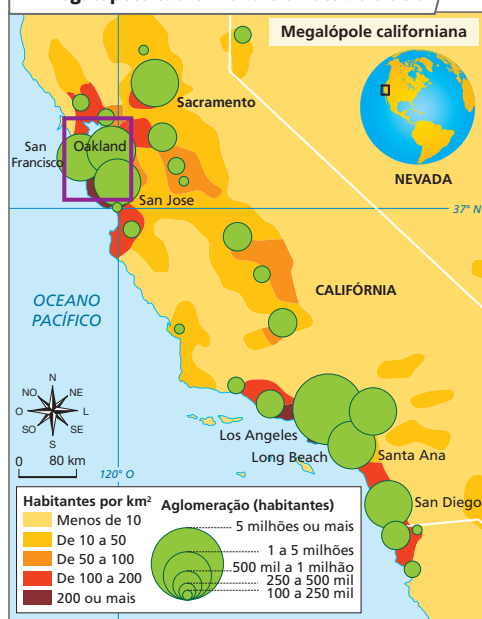 Megalópole californiana
Sacramento
San
Francisco
Oakland
NEVADA
San Jose
37° N
CALIFÓRNIA
OCEANO
PACÍFICO
N
NO
NE
O
L
SO
SE
S
0 80 km
120° O
Los Angeles
Long Beach
Santa Ana
San Diego
Habitantes por km²
Menos de 10
De 10 a 50
De 50 a 100
De 100 a 200
200 ou mais
Aglomeração (habitantes)
5 milhões ou mais
1 a 5 milhões
500 mil a 1 milhão
250 a 500 mil
100 a 250 mil